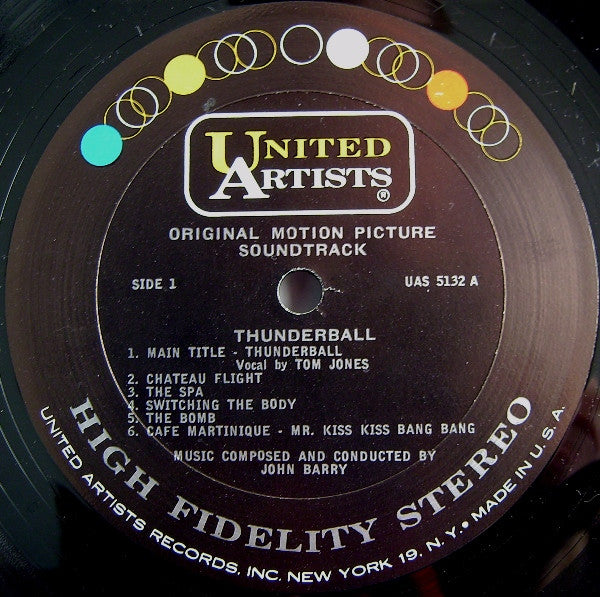 UNITED
ARTISTS®
ORIGINAL MOTION PICTURE
SOUNDTRACK
SIDE 1
UAS 5132 A
THUNDERBALL
1. MAIN TITLE - THUNDERBALL
Vocal by TOM JONES
2. CHATEAU FLIGHT
3. THE SPA
4. SWITCHING THE BODY
5. THE BOMB
6. CAFE MARTINIQUE - MR. KISS KISS BANG BANG
MUSIC COMPOSED AND CONDUCTED BY
JOHN BARRY
HIGH FIDELITY STEREO
UNITED ARTISTS RECORDS, INC. NEW YORK 19, N.Y. • MADE IN U.S.A.